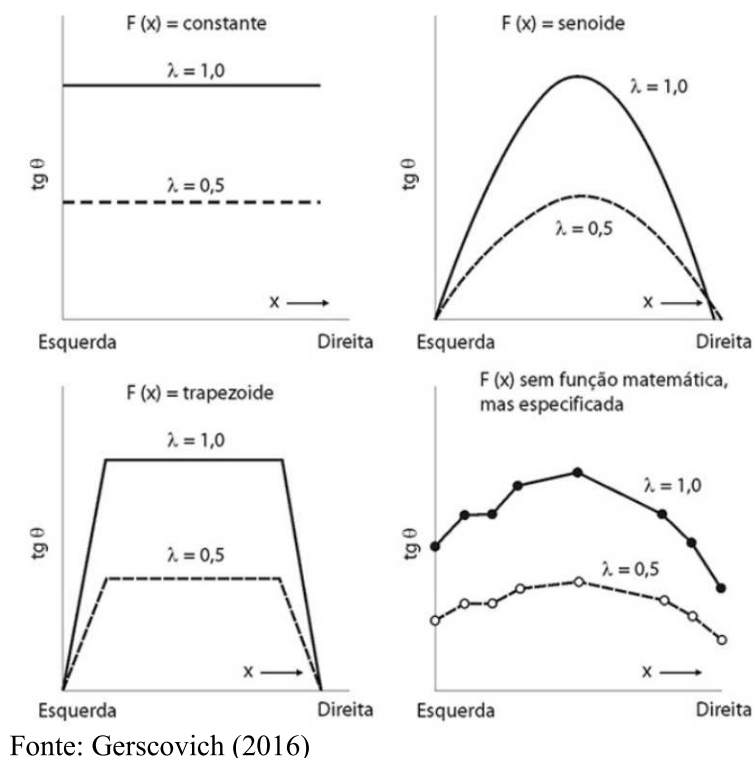 F (x) = constante
λ = 1,0
λ = 0,5
tg θ
x
Esquerda
Direita
F (x) = senoide
λ = 1,0
λ = 0,5
tg θ
x
Esquerda
Direita
F (x) = trapezoide
λ = 1,0
λ = 0,5
tg θ
x
Esquerda
Direita
F (x) sem função matemática,
mas especificada
λ = 1,0
λ = 0,5
tg θ
x
Esquerda
Direita
Fonte: Gerscovich (2016)